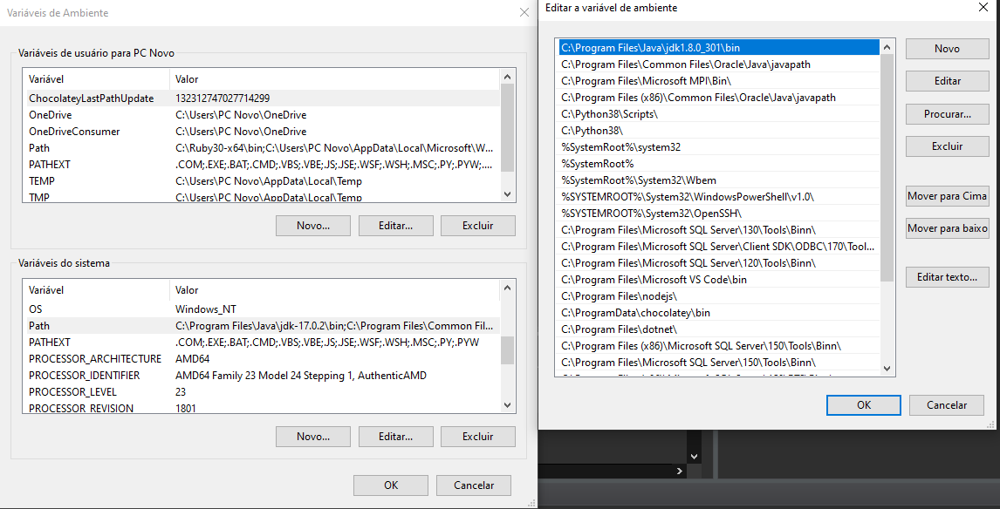 Variáveis de Ambiente
Variáveis de usuário para PC Novo
Variável Valor
ChocolateyLastPathUpdate 132312747027714299
OneDrive C:\Users\PC Novo\OneDrive
OneDriveConsumer C:\Users\PC Novo\OneDrive
Path C:\Ruby30-x64\bin;C:\Users\PC Novo\AppData\Local\Microsoft\W...
PATHEXT .COM;.EXE;.BAT;.CMD;.VBS;.VBE;.JS;.JSE;.WSF;.WSH;.MSC;.PY;.PYW;....
TEMP C:\Users\PC Novo\AppData\Local\Temp
TMP C:\Users\PC Novo\AppData\Local\Temp
Novo... Editar... Excluir
Variáveis do sistema
Variável Valor
OS Windows_NT
Path C:\Program Files\Java\jdk-17.0.2\bin;C:\Program Files\Common Fil...
PATHEXT .COM;.EXE;.BAT;.CMD;.VBS;.VBE;.JS;.JSE;.WSF;.WSH;.MSC;.PY;.PYW
PROCESSOR_ARCHITECTURE AMD64
PROCESSOR_IDENTIFIER AMD64 Family 23 Model 24 Stepping 1, AuthenticAMD
PROCESSOR_LEVEL 23
PROCESSOR_REVISION 1801
Novo... Editar... Excluir
OK Cancelar
Editar a variável de ambiente
C:\Program Files\Java\jdk1.8.0_301\bin
C:\Program Files\Common Files\Oracle\Java\javapath
C:\Program Files\Microsoft MPI\Bin\
C:\Program Files (x86)\Common Files\Oracle\Java\javapath
C:\Python38\Scripts\
C:\Python38\
%SystemRoot%\system32
%SystemRoot%
%SystemRoot%\System32\Wbem
%SYSTEMROOT%\System32\WindowsPowerShell\v1.0\
%SYSTEMROOT%\System32\OpenSSH\
C:\Program Files\Microsoft SQL Server\130\Tools\Binn\
C:\Program Files\Microsoft SQL Server\Client SDK\ODBC\170\Tool...
C:\Program Files\Microsoft SQL Server\120\Tools\Binn\
C:\Program Files\Microsoft VS Code\bin
C:\Program Files\nodejs\
C:\ProgramData\chocolatey\bin
C:\Program Files\dotnet\
C:\Program Files (x86)\Microsoft SQL Server\150\Tools\Binn\
C:\Program Files\Microsoft SQL Server\150\Tools\Binn\
Novo
Editar
Procurar...
Excluir
Mover para Cima
Mover para baixo
Editar texto...
OK Cancelar